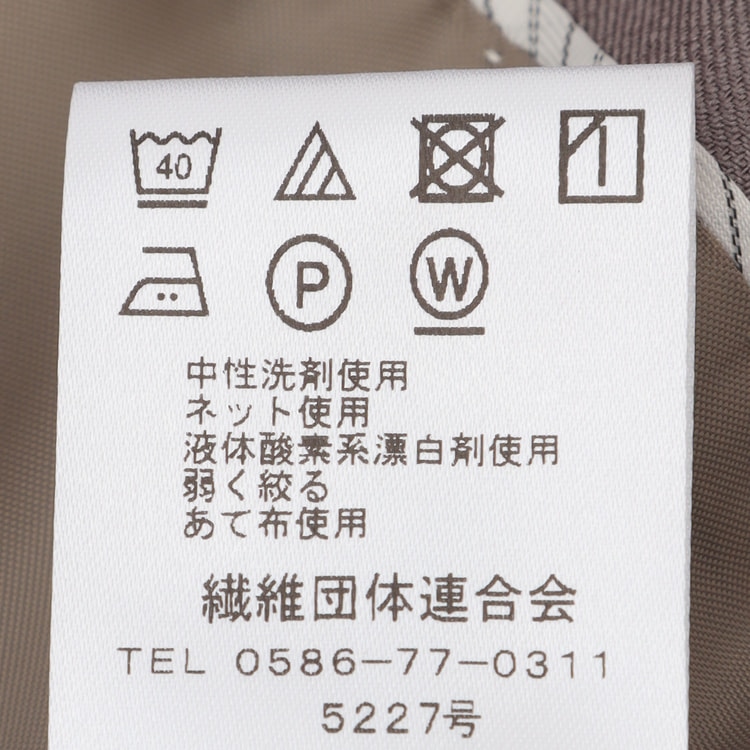 40
P W
中性洗剤使用
ネット使用
液体酸素系漂白剤使用
弱く絞る
あて布使用
繊維団体連合会
TEL 0586-77-0311
5227号